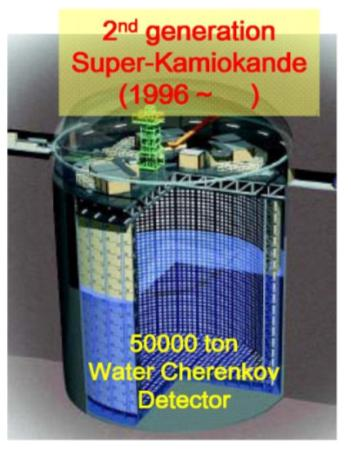 2nd generation
Super-Kamiokande
(1996 ~ )
50000 ton
Water Cherenkov
Detector